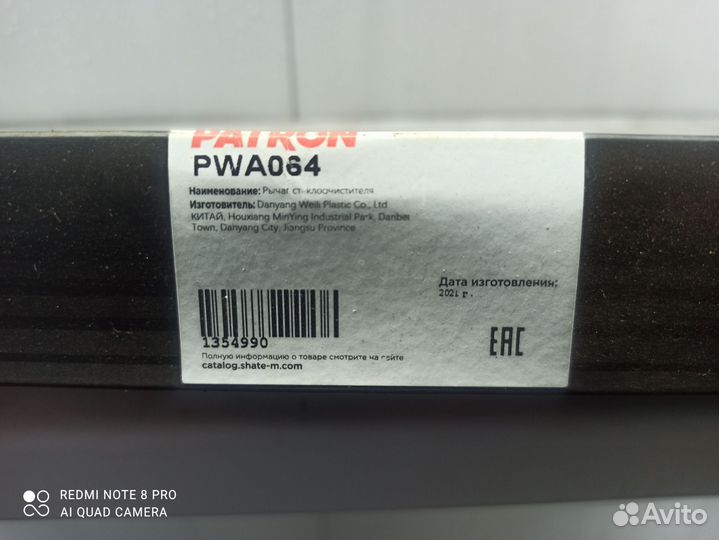 PATRON
PWA064
Наименование: Рычаг стеклоочистителя
Изготовитель: Danyang Weili Plastic Co., Ltd
КИТАЙ, Houxiang MinYing Industrial Park, Danbei
Town, Danyang City, Jiangsu Province
Дата изготовления:
2021 г.
1354990
EAC
Полную информацию о товаре смотрите на сайте
catalog.shate-m.com
REDMI NOTE 8 PRO
AI QUAD CAMERA
Avito